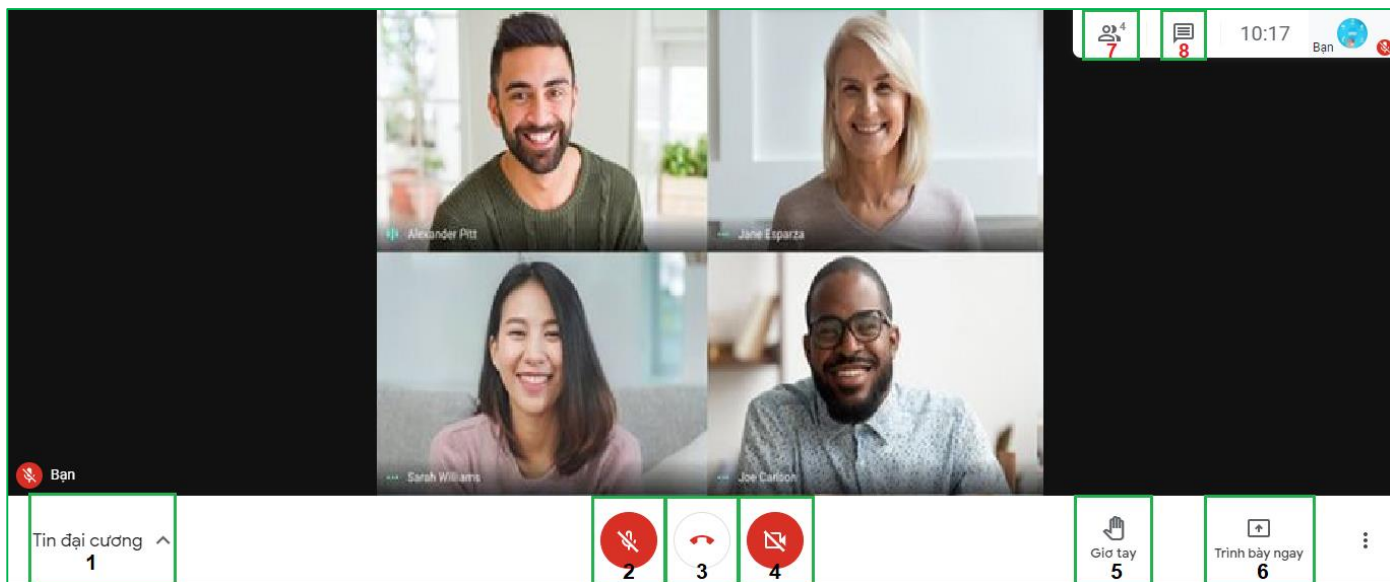 4
7
8
10:17
Bạn
Alexander Pitt
Jane Esparza
Sarah Williams
Joe Carlson
Bạn
Tin đại cương
1
2
3
4
Giơ tay
5
Trình bày ngay
6